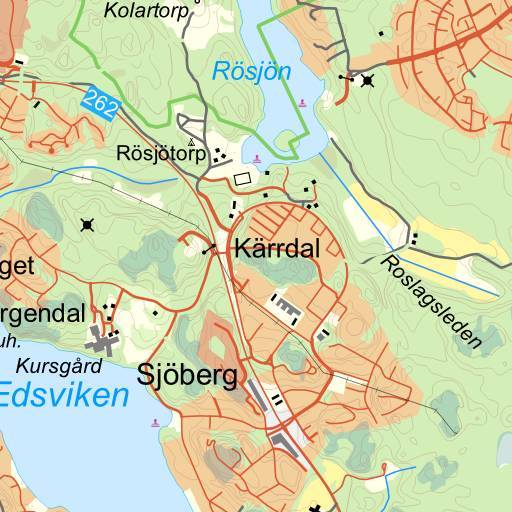 Kolartorp
Rösjön
262
Rösjötorp
Kärrdal
get
Roslagsleden
rgendal
uh.
Kursgård
Sjöberg
Edsviken